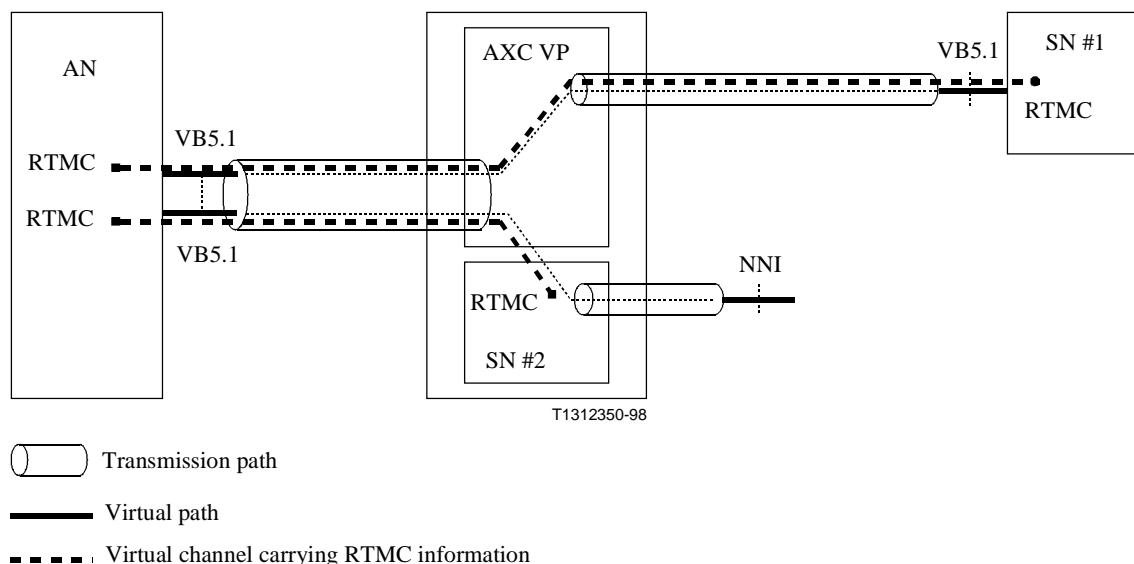 VB5.1
SN #1
AXC VP
AN
RTMC
VB5.1
RTMC
RTMC
VB5.1
NNI
RTMC
SN #2
T1312350-98
Transmission path
Virtual path
Virtual channel carrying RTMC information